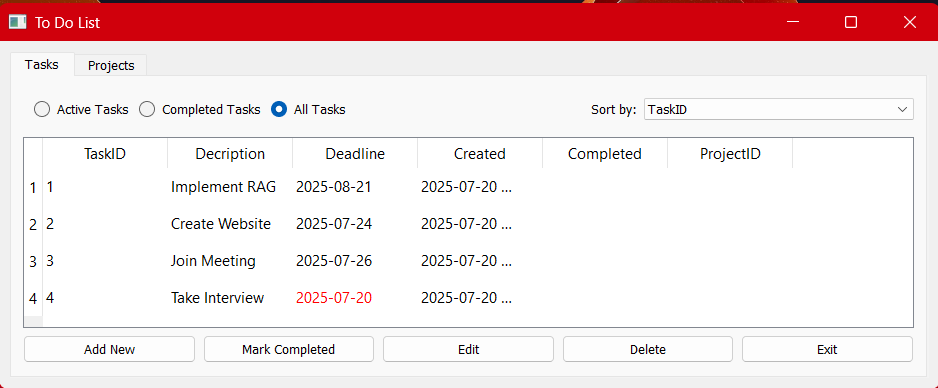 To Do List
Tasks Projects
Active Tasks Completed Tasks All Tasks Sort by: TaskID
TaskID Decription Deadline Created Completed ProjectID
1 1 Implement RAG 2025-08-21 2025-07-20 ...
2 2 Create Website 2025-07-24 2025-07-20 ...
3 3 Join Meeting 2025-07-26 2025-07-20 ...
4 4 Take Interview 2025-07-20 2025-07-20 ...
Add New Mark Completed Edit Delete Exit